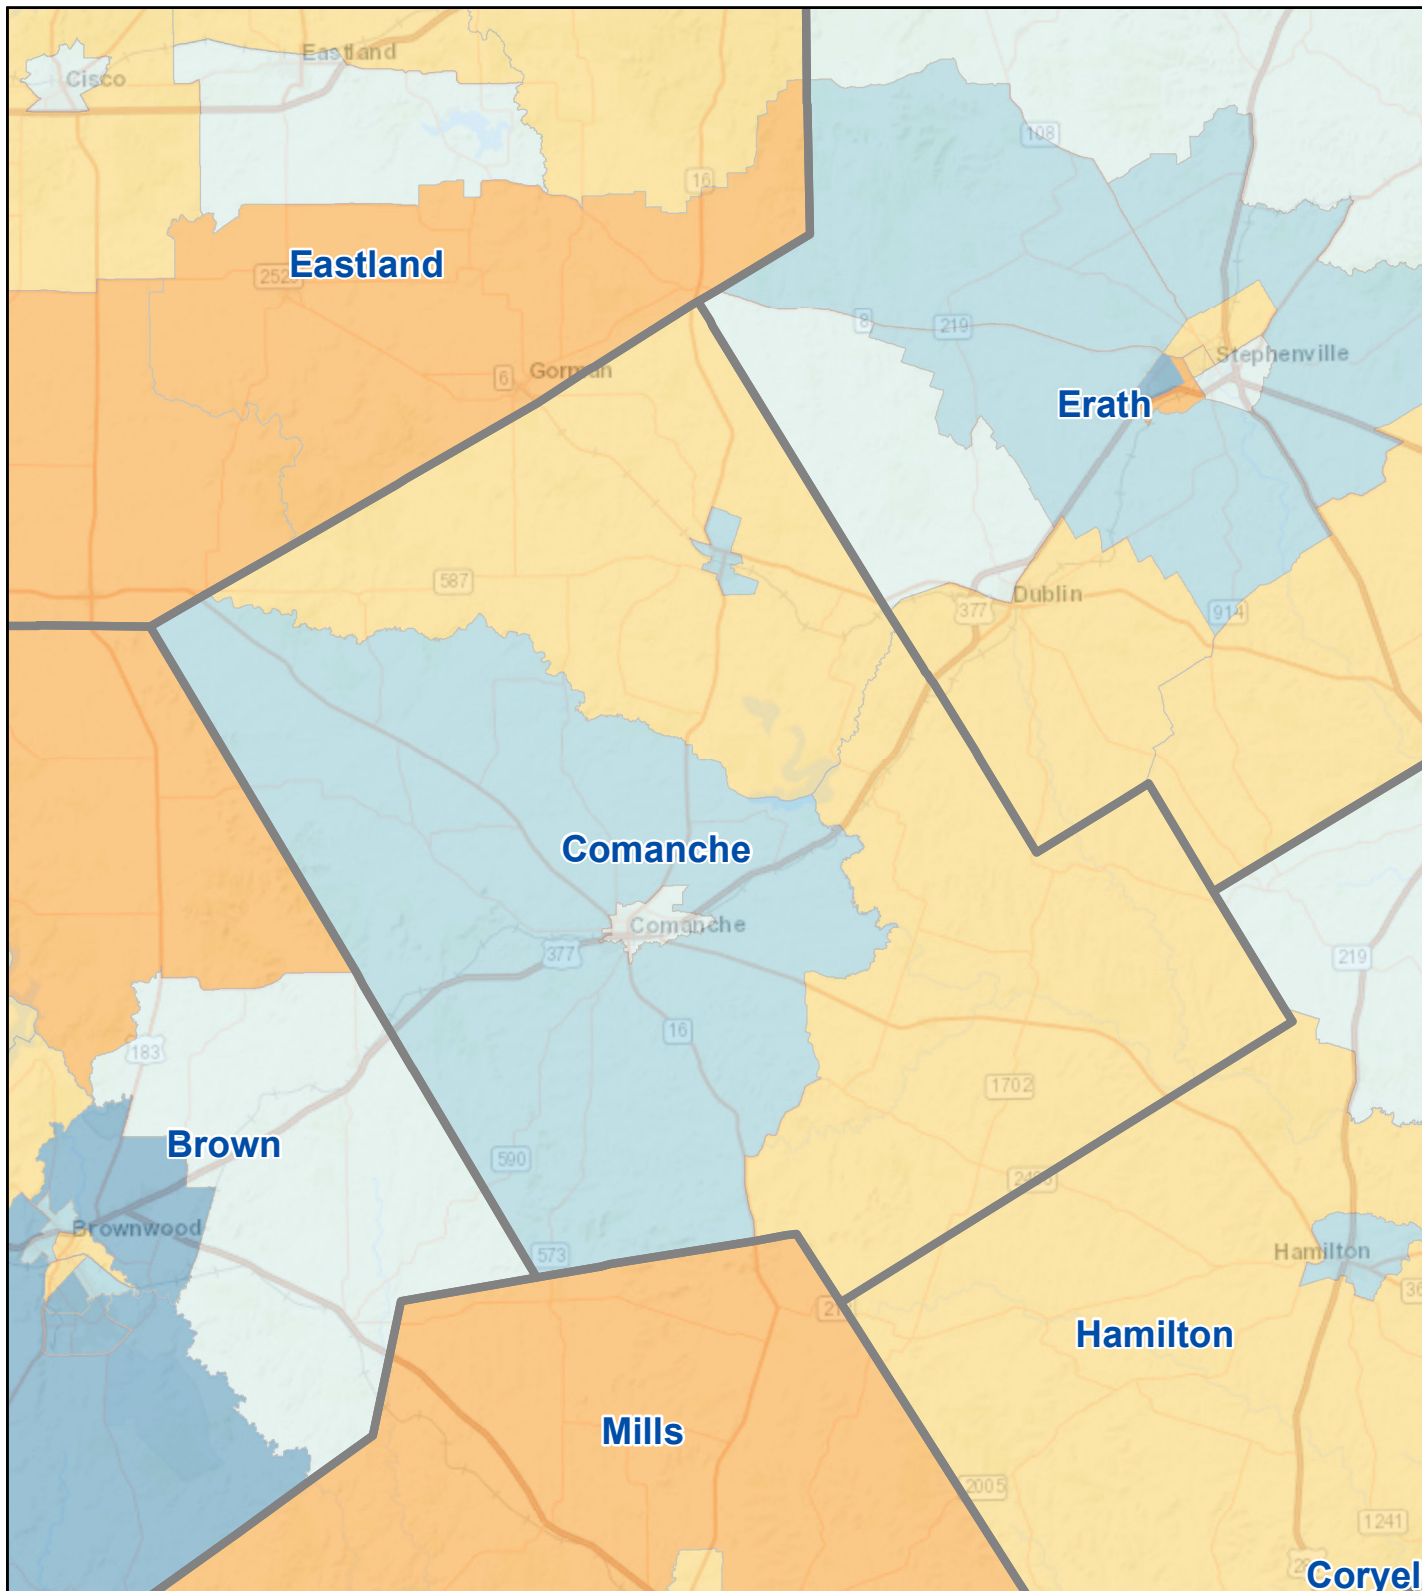 Eastland
Cisco
108
16
Eastland
2526
8
219
Stephenville
Gorman
6
Erath
587
Dublin
377
914
Comanche
Comanche
377
219
16
183
1702
Brown
590
Brownwood
573
Hamilton
Hamilton
Mills
2005
1241
Coryel